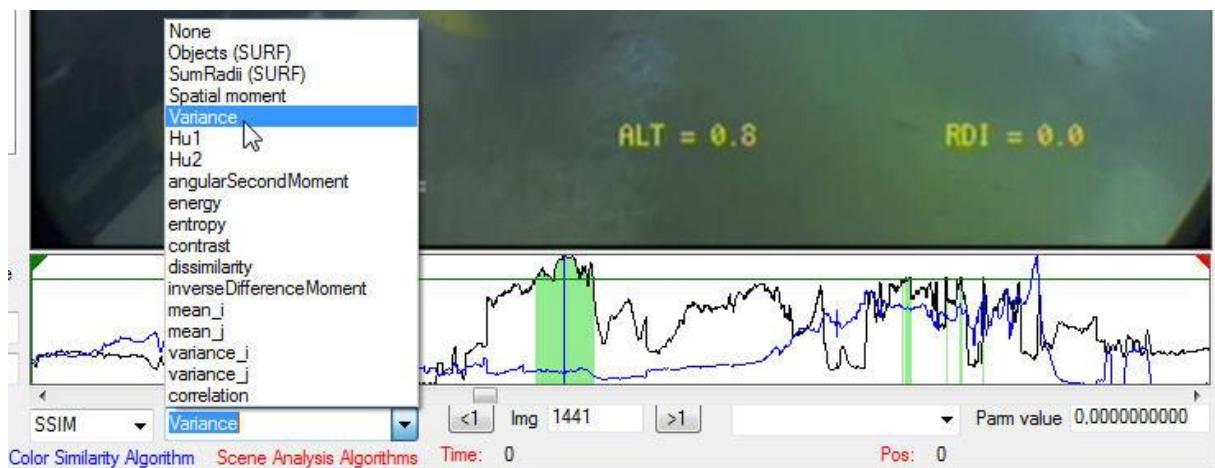 None
Objects (SURF)
SumRadii (SURF)
Spatial moment
Variance
Hu1
Hu2
angularSecondMoment
energy
entropy
contrast
dissimilarity
inverseDifferenceMoment
mean_i
mean_j
variance_i
variance_j
correlation
ALT = 0.8 RDI = 0.0
SSIM Variance <1 Img 1441 >1 Parm value 0,0000000000
Color Similarity Algorithm Scene Analysis Algorithms Time: 0 Pos: 0